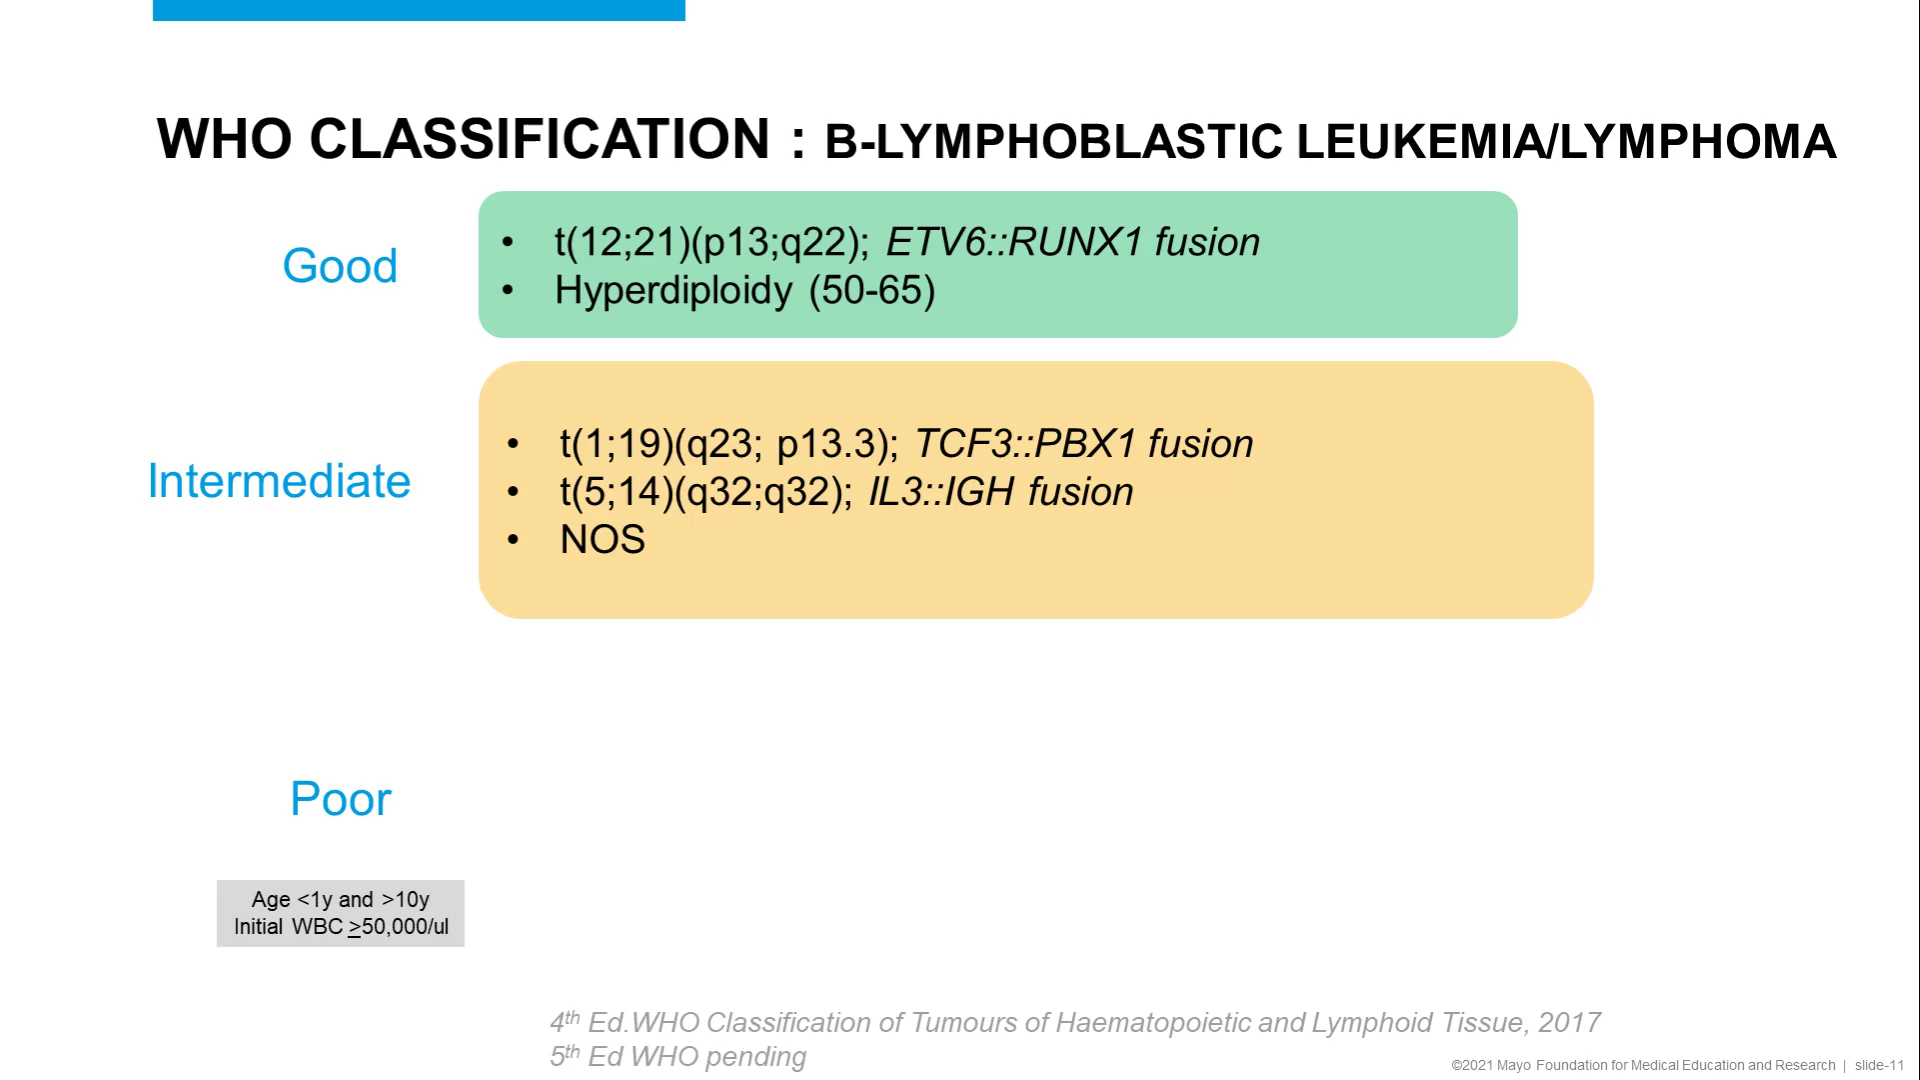 WHO CLASSIFICATION : B-LYMPHOBLASTIC LEUKEMIA/LYMPHOMA
Good
• t(12;21)(p13;q22); ETV6::RUNX1 fusion
• Hyperdiploidy (50-65)
Intermediate
• t(1;19)(q23; p13.3); TCF3::PBX1 fusion
• t(5;14)(q32;q32); IL3::IGH fusion
• NOS
Poor
Age <1y and >10y
Initial WBC >50,000/ul
4th Ed.WHO Classification of Tumours of Haematopoietic and Lymphoid Tissue, 2017
5th Ed WHO pending
©2021 Mayo Foundation for Medical Education and Research | slide-11